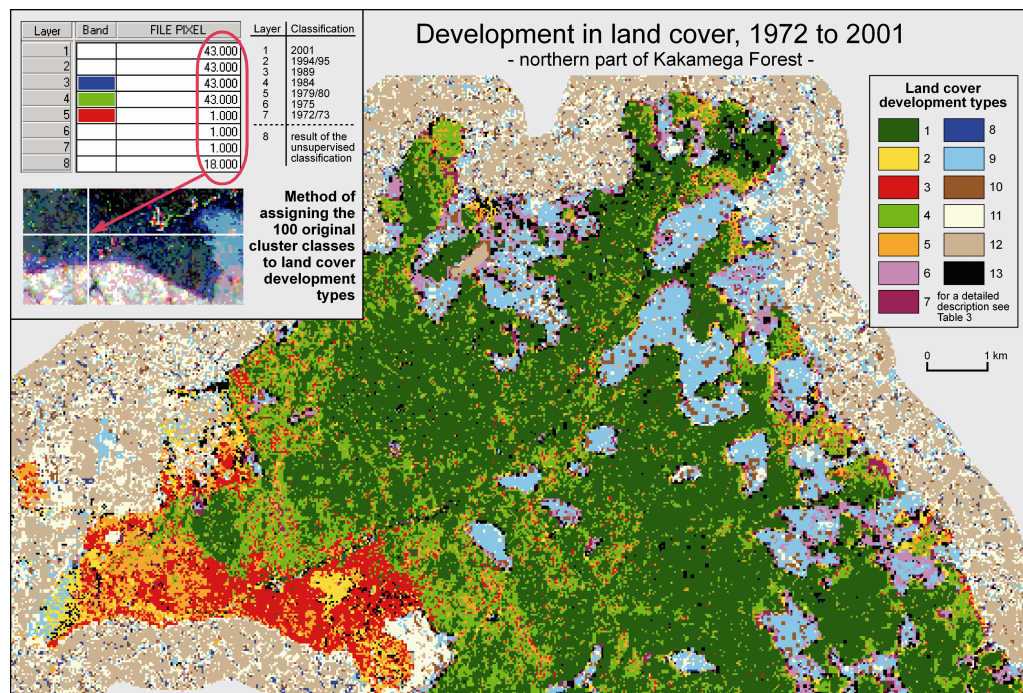 Layer Band FILE PIXEL
1 43.000
2 43.000
3 43.000
4 43.000
5 1.000
6 1.000
7 1.000
8 18.000
Layer Classification
1 2001
2 1994/95
3 1989
4 1984
5 1979/80
6 1975
7 1972/73
8 result of the
unsupervised
classification
Method of
assigning the
100 original
cluster classes
to land cover
development
types
Development in land cover, 1972 to 2001
- northern part of Kakamega Forest -
Land cover
development types
1 8
2 9
3 10
4 11
5 12
6 13
7 for a detailed
description see
Table 3
0 1 km